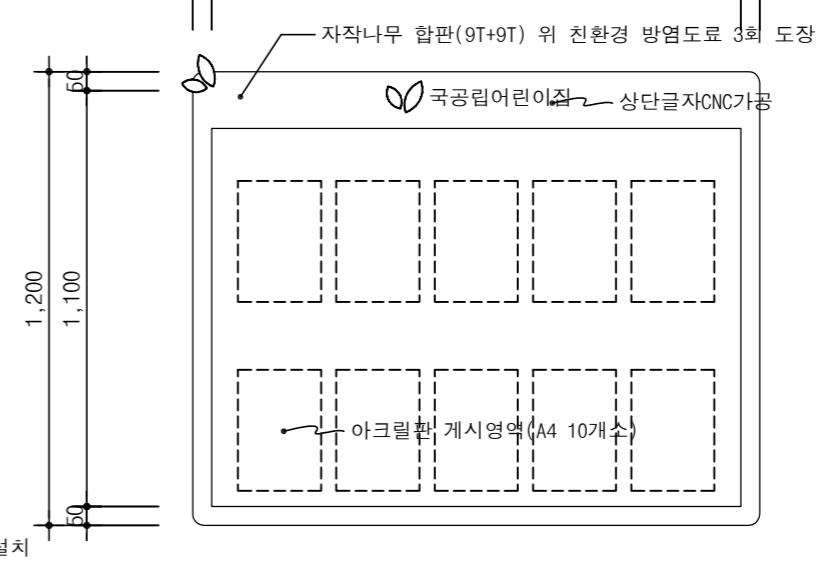 자작나무 합판(9T+9T) 위 친환경 방염도료 3회 도장
50
국공립어린이집
상단글자CNC가공
1,200
1,100
아크릴판 게시영역(A4 10개소)
50
설치